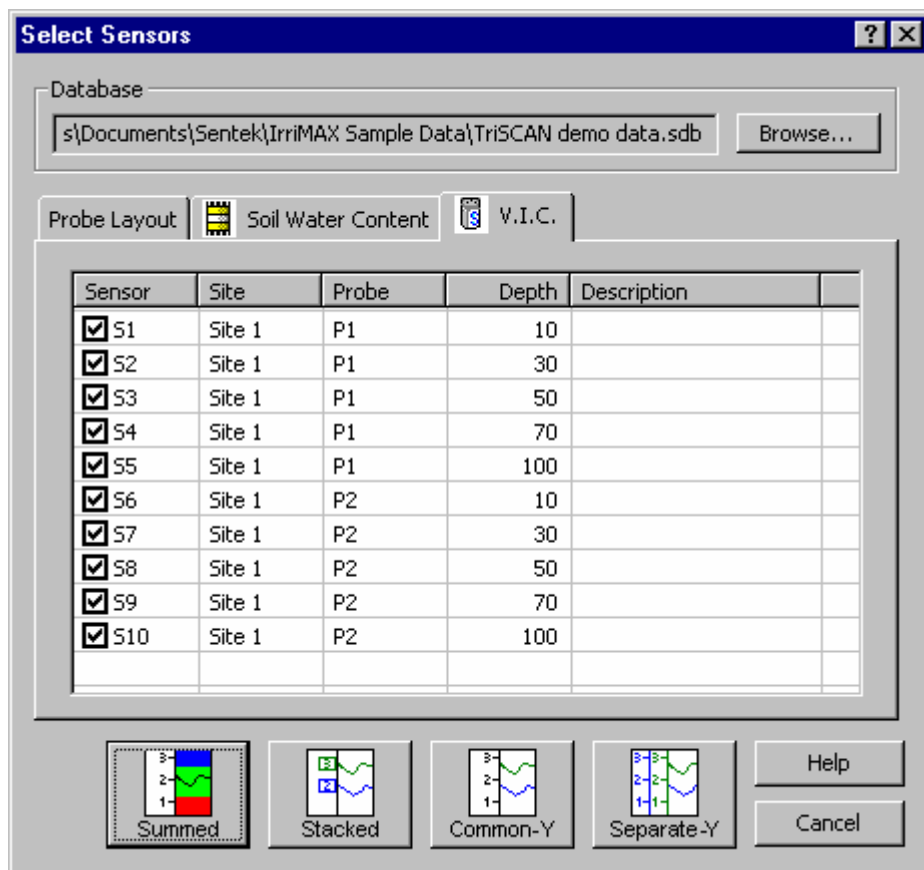 Select Sensors
Database
s\Documents\Sentek\IrriMAX Sample Data\TriSCAN demo data.sdb Browse...
Probe Layout Soil Water Content V.I.C.
Sensor Site Probe Depth Description
S1 Site 1 P1 10
S2 Site 1 P1 30
S3 Site 1 P1 50
S4 Site 1 P1 70
S5 Site 1 P1 100
S6 Site 1 P2 10
S7 Site 1 P2 30
S8 Site 1 P2 50
S9 Site 1 P2 70
S10 Site 1 P2 100
Summed Stacked Common-Y Separate-Y
Help
Cancel